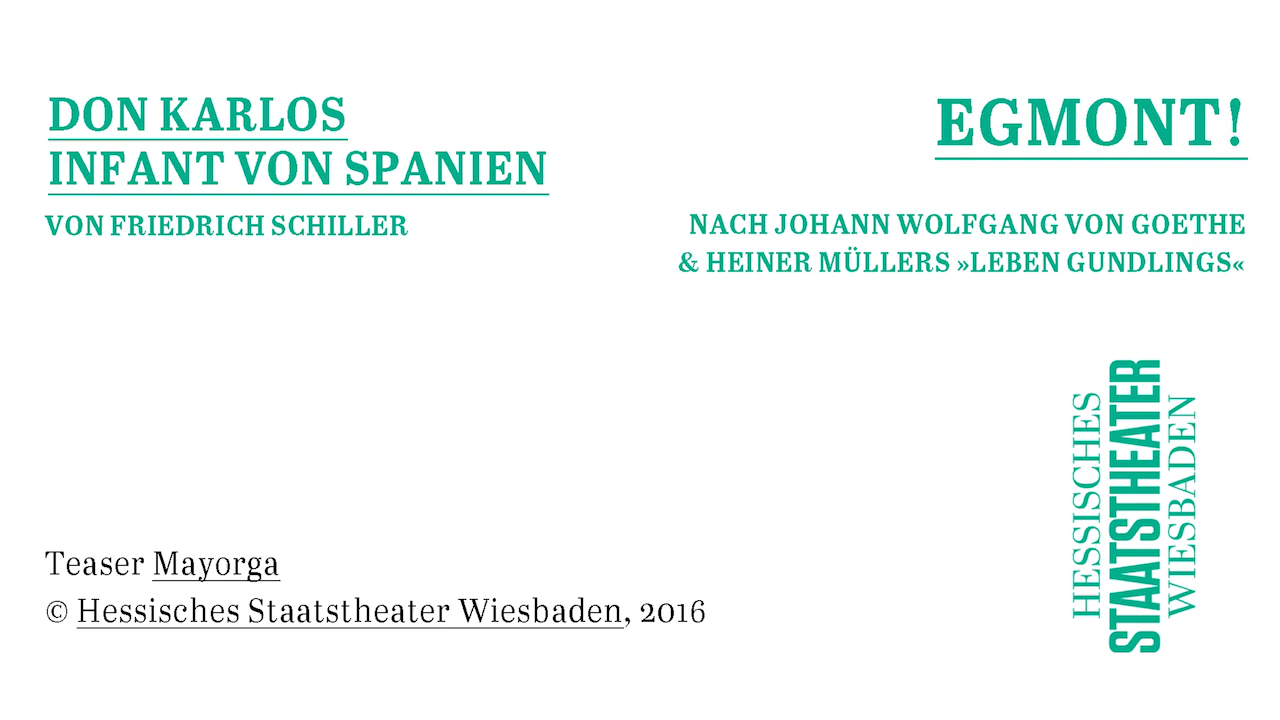 DON KARLOS
INFANT VON SPANIEN
VON FRIEDRICH SCHILLER
EGMONT!
NACH JOHANN WOLFGANG VON GOETHE
& HEINER MÜLLERS »LEBEN GUNDLINGS«
HESSISCHES
STAATSTHEATER
WIESBADEN
Teaser Mayorga
© Hessisches Staatstheater Wiesbaden, 2016